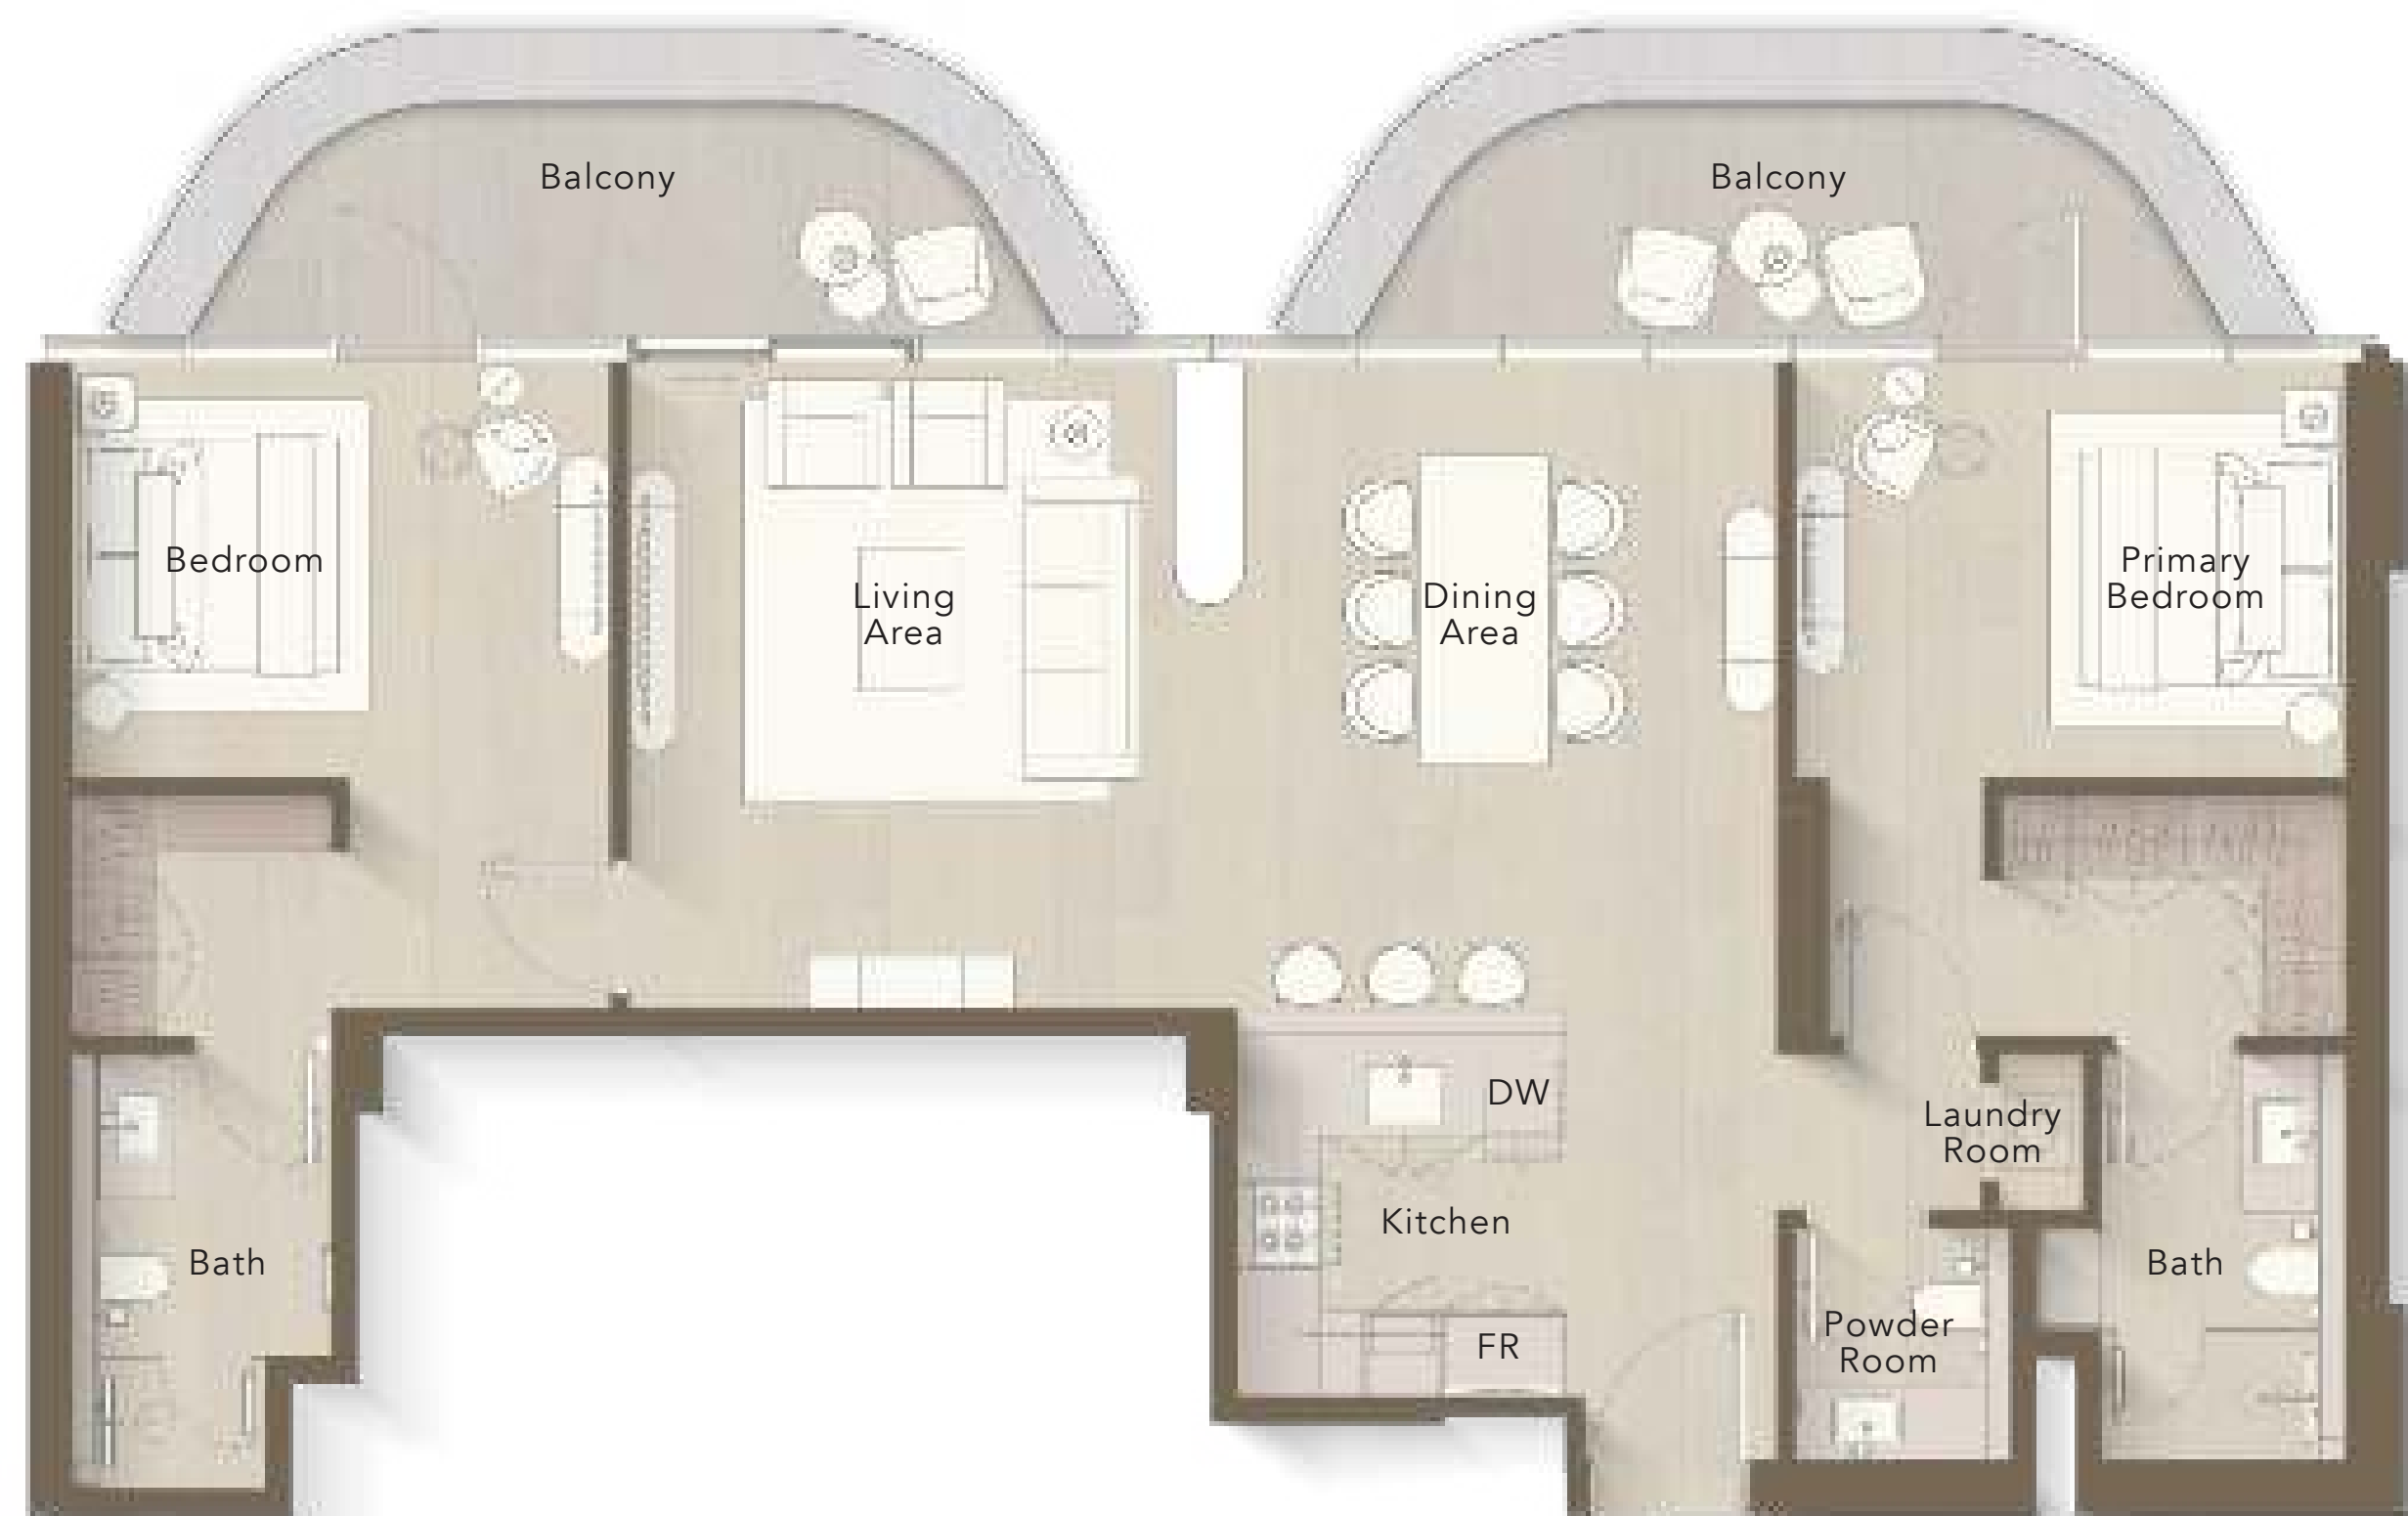 Balcony
Balcony
Bedroom
Living
Area
Dining
Area
Primary
Bedroom
DW
Laundry
Room
Kitchen
Bath
Bath
Powder
Room
FR